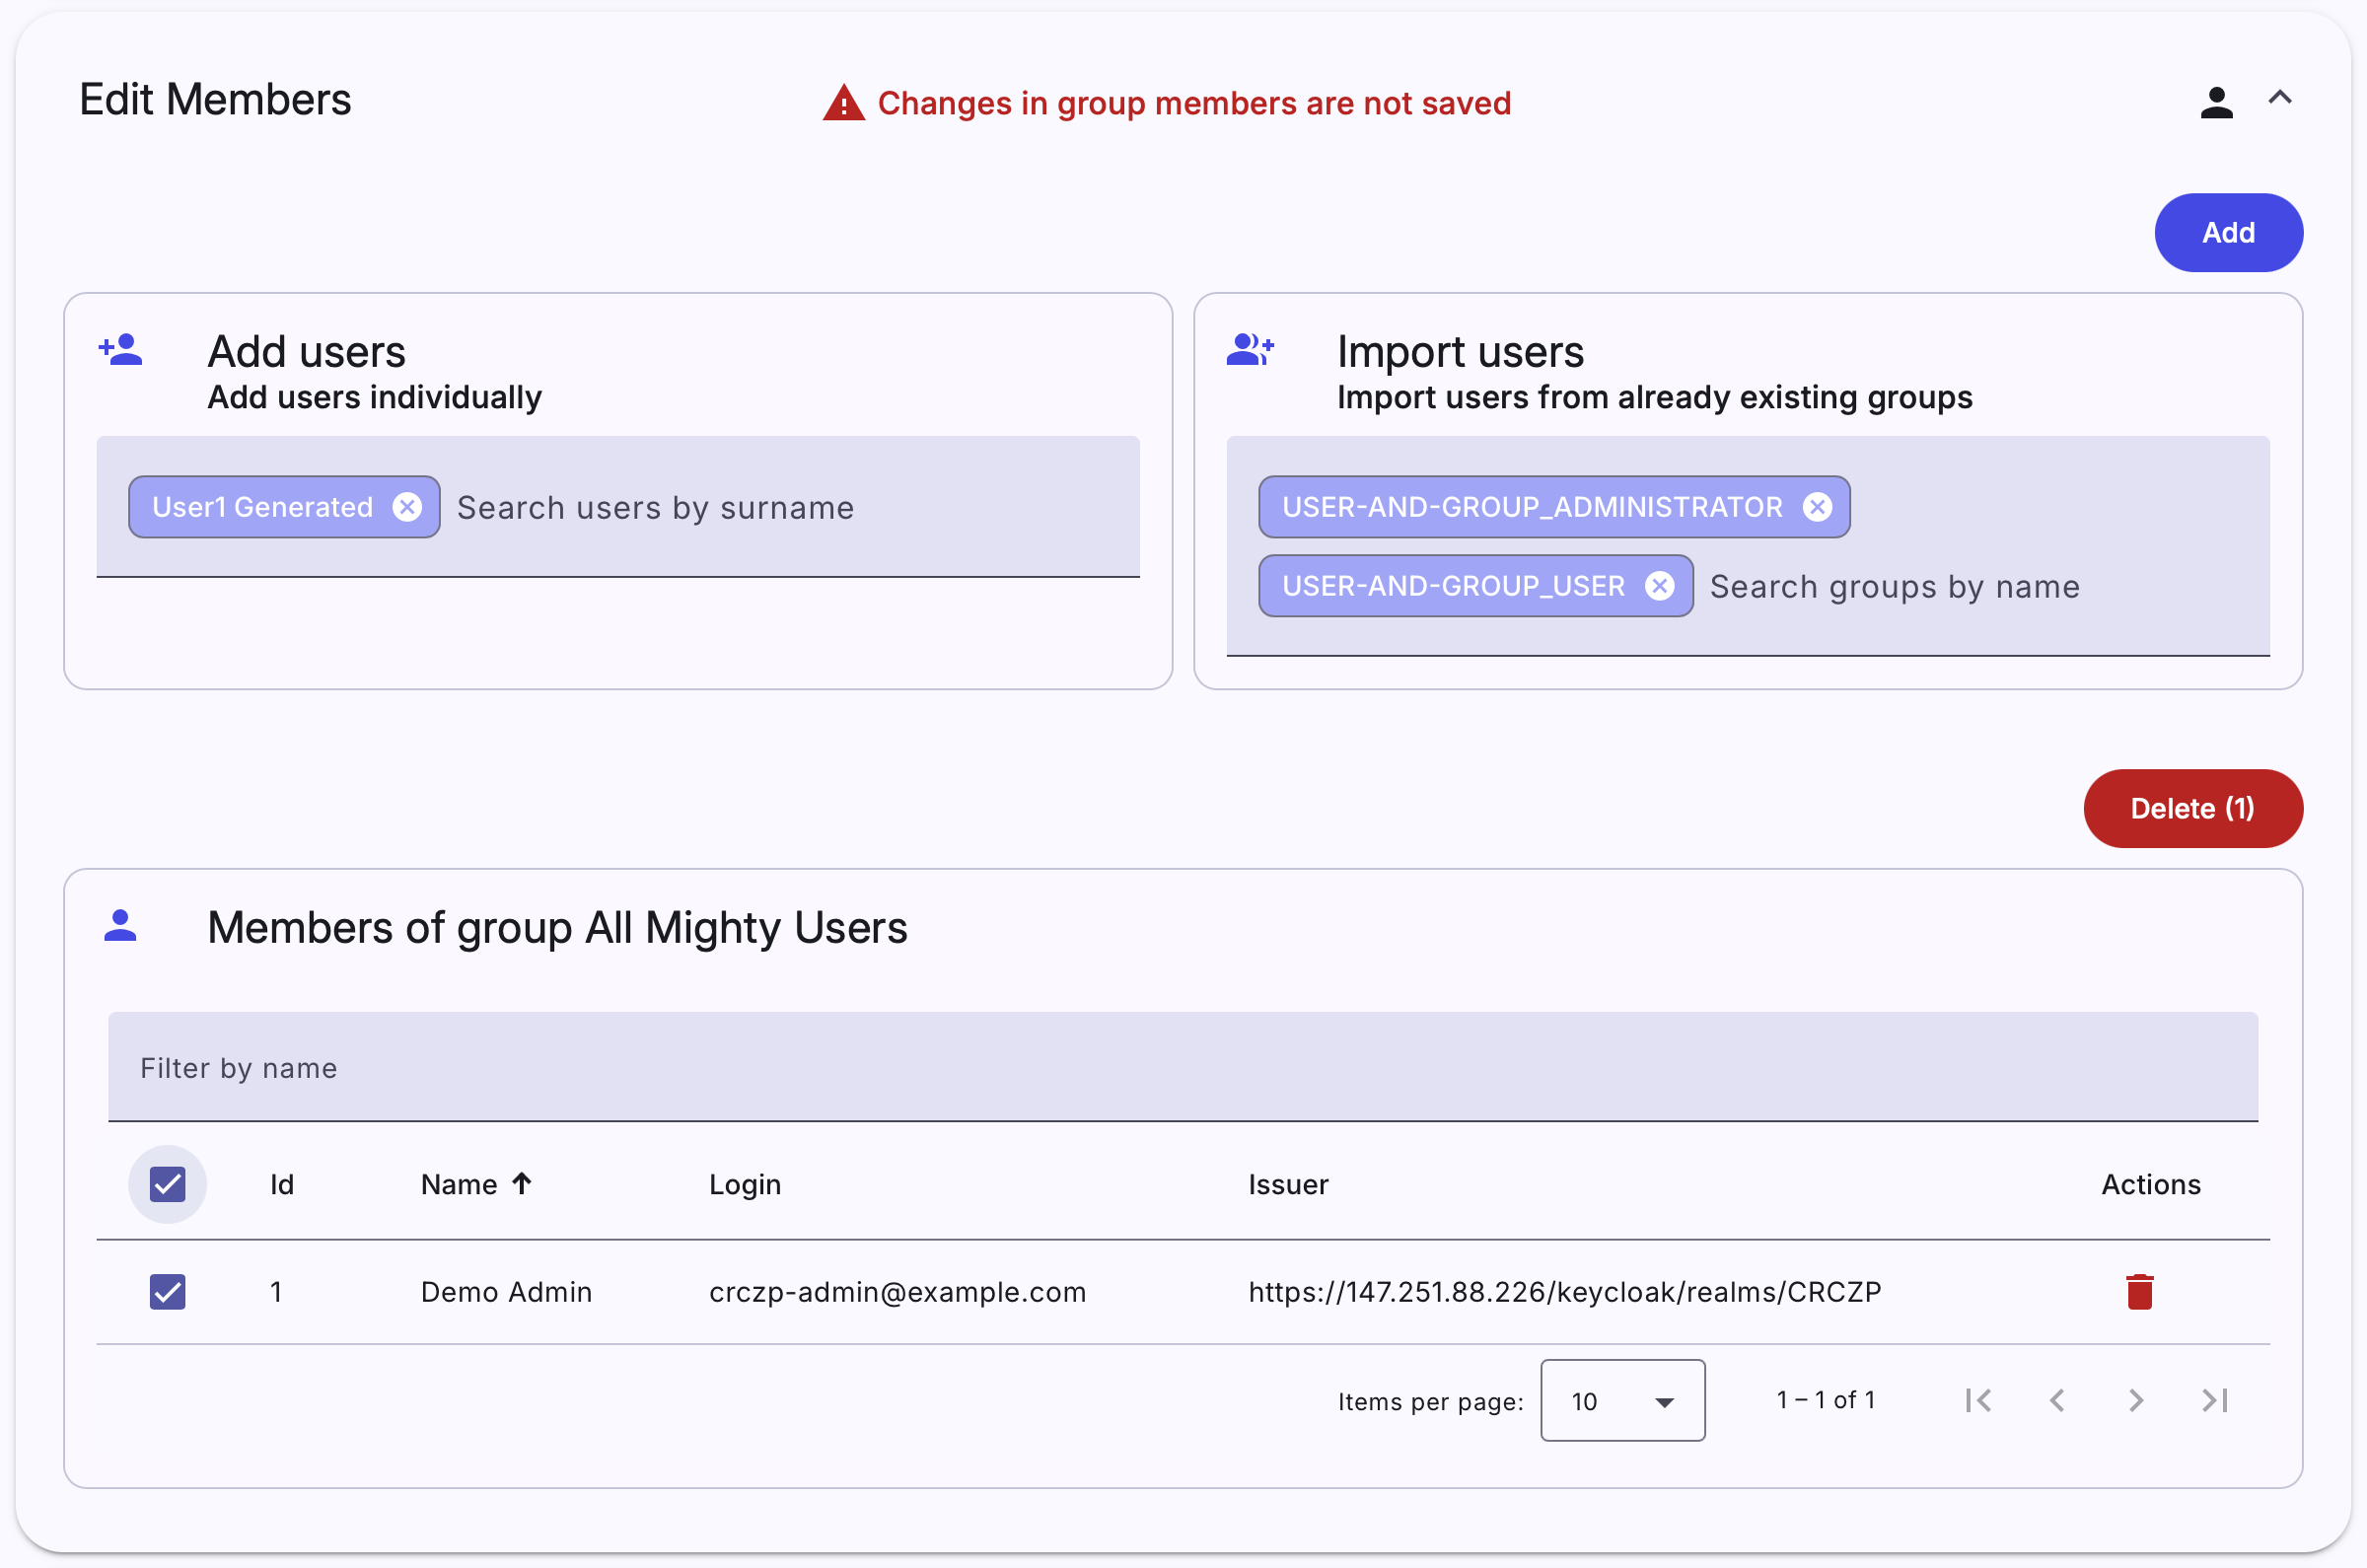 Edit Members
Changes in group members are not saved
Add
Add users
Add users individually
User1 Generated Search users by surname
Import users
Import users from already existing groups
USER-AND-GROUP_ADMINISTRATOR
USER-AND-GROUP_USER Search groups by name
Delete (1)
Members of group All Mighty Users
Filter by name
Id Name Login Issuer Actions
1 Demo Admin crczp-admin@example.com https://147.251.88.226/keycloak/realms/CRCZP
Items per page: 10 1 – 1 of 1